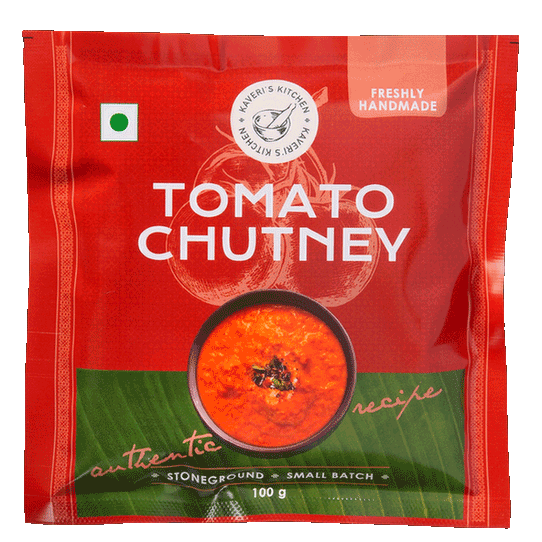 KAVERI'S KITCHEN
KAVERI'S KITCHEN
FRESHLY
HANDMADE
TOMATO
CHUTNEY
authentic recipe
STONEGROUND SMALL BATCH
100 g